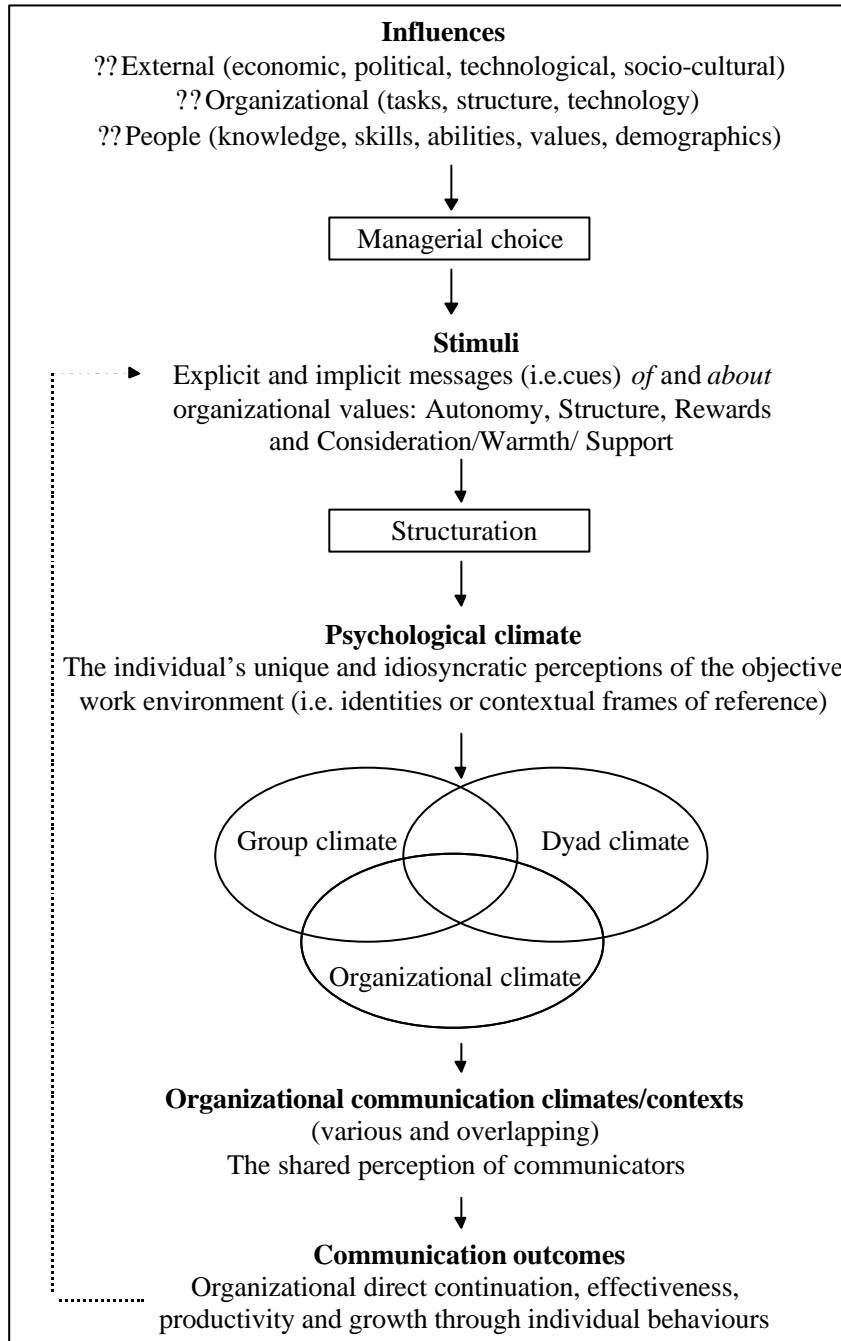 Influences
??External (economic, political, technological, socio-cultural)
??Organizational (tasks, structure, technology)
??People (knowledge, skills, abilities, values, demographics)
Managerial choice
Stimuli
Explicit and implicit messages (i.e.cues) of and about
organizational values: Autonomy, Structure, Rewards
and Consideration/Warmth/ Support
Structuration
Psychological climate
The individual’s unique and idiosyncratic perceptions of the objective
work environment (i.e. identities or contextual frames of reference)
Group climate
Dyad climate
Organizational climate
Organizational communication climates/contexts
(various and overlapping)
The shared perception of communicators
Communication outcomes
Organizational direct continuation, effectiveness,
productivity and growth through individual behaviours